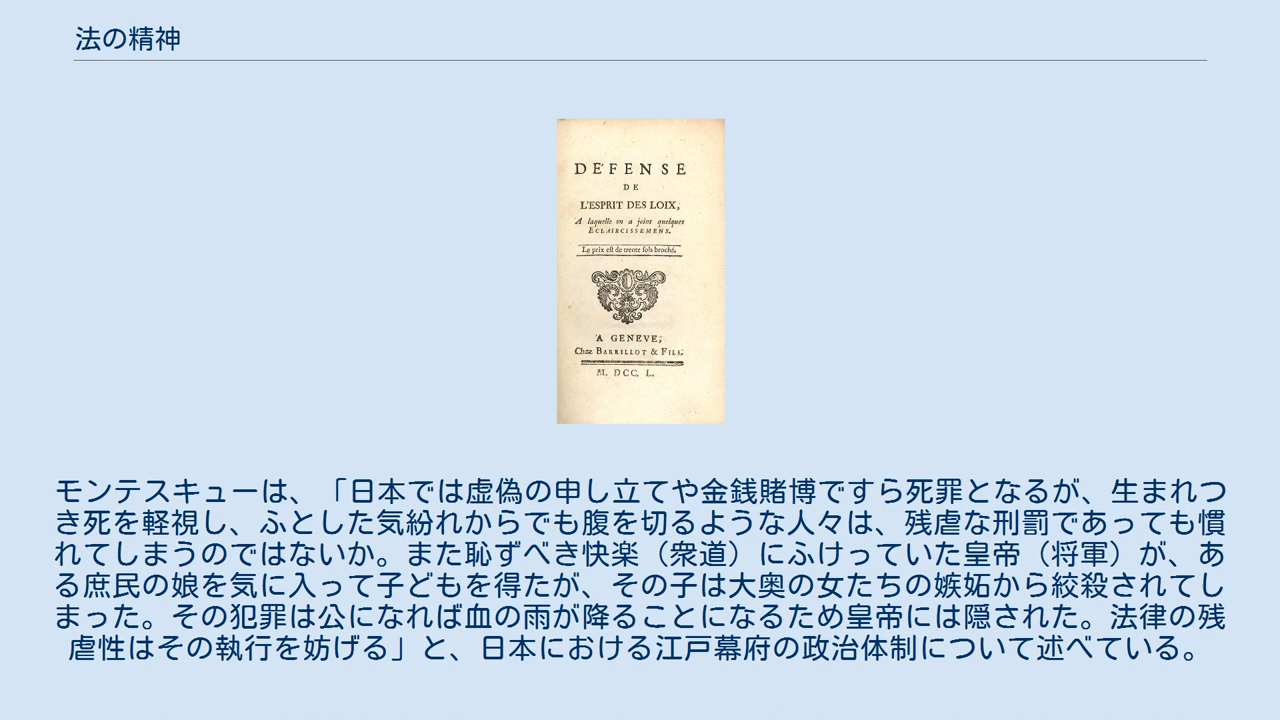 法の精神
DE'FENSE
DE
L'ESPRIT DES LOIX,
A laquelle on a joint quelques
ECLAIRCISSEMENS.
Le prix est de trente sols broché.
A GENEVE,
Chez BARRILLOT & FILS.
M. DCC. L.
モンテスキューは、「日本では虚偽の申し立てや金銭賭博ですら死罪となるが、生まれつ
き死を軽視し、ふとした気紛れからでも腹を切るような人々は、残虐な刑罰であっても慣
れてしまうのではないか。また恥ずべき快楽（衆道）にふけっていた皇帝（将軍）が、あ
る庶民の娘を気に入って子どもを得たが、その子は大奥の女たちの嫉妬から絞殺されてし
まった。その犯罪は公になれば血の雨が降ることになるため皇帝には隠された。法律の残
虐性はその執行を妨げる」と、日本における江戸幕府の政治体制について述べている。